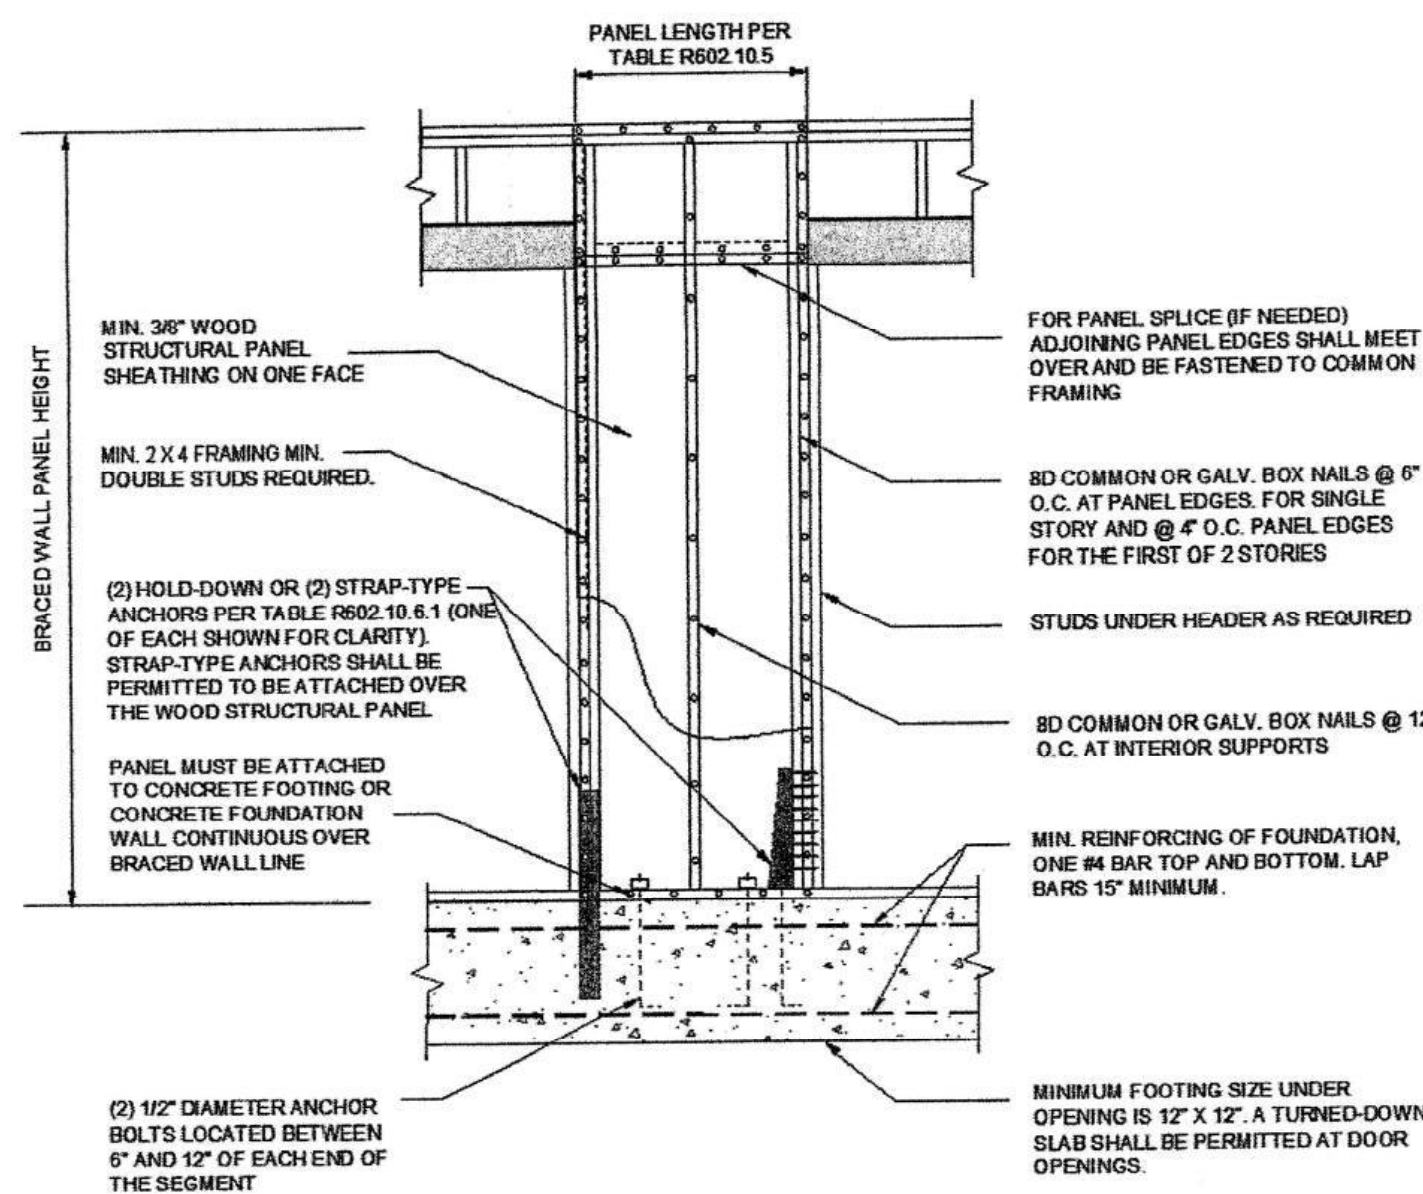 PANEL LENGTH PER
TABLE R602.10.5
BRACED WALL PANEL HEIGHT
MIN. 3/8" WOOD
STRUCTURAL PANEL
SHEATHING ON ONE FACE
MIN. 2 X 4 FRAMING MIN.
DOUBLE STUDS REQUIRED.
(2) HOLD-DOWN OR (2) STRAP-TYPE
ANCHORS PER TABLE R602.10.6.1 (ONE
OF EACH SHOWN FOR CLARITY).
STRAP-TYPE ANCHORS SHALL BE
PERMITTED TO BE ATTACHED OVER
THE WOOD STRUCTURAL PANEL
PANEL MUST BE ATTACHED
TO CONCRETE FOOTING OR
CONCRETE FOUNDATION
WALL CONTINUOUS OVER
BRACED WALL LINE
(2) 1/2" DIAMETER ANCHOR
BOLTS LOCATED BETWEEN
6" AND 12" OF EACH END OF
THE SEGMENT
FOR PANEL SPLICE (IF NEEDED)
ADJOINING PANEL EDGES SHALL MEET
OVER AND BE FASTENED TO COMMON
FRAMING
8D COMMON OR GALV. BOX NAILS @ 6"
O.C. AT PANEL EDGES. FOR SINGLE
STORY AND @ 4" O.C. PANEL EDGES
FOR THE FIRST OF 2 STORIES
STUDS UNDER HEADER AS REQUIRED
8D COMMON OR GALV. BOX NAILS @ 12
O.C. AT INTERIOR SUPPORTS
MIN. REINFORCING OF FOUNDATION,
ONE #4 BAR TOP AND BOTTOM. LAP
BARS 15" MINIMUM.
MINIMUM FOOTING SIZE UNDER
OPENING IS 12" X 12". A TURNED-DOWN
SLAB SHALL BE PERMITTED AT DOOR
OPENINGS.